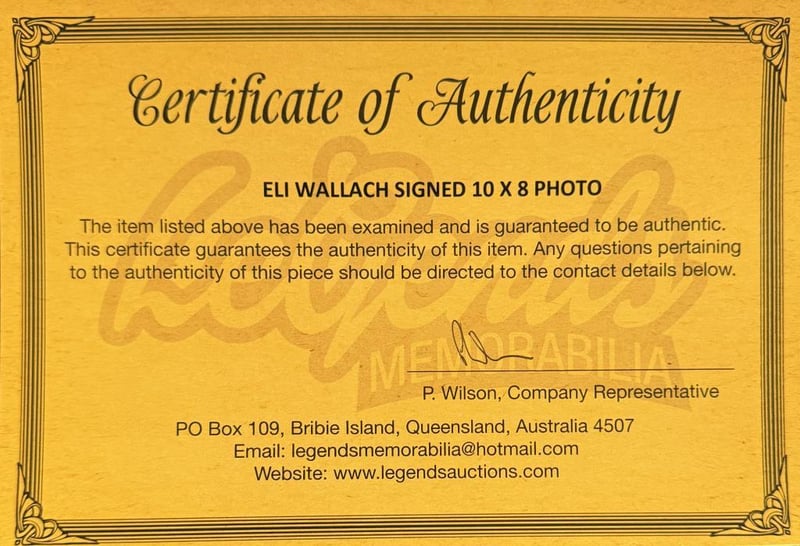 Certificate of Authenticity
ELI WALLACH SIGNED 10 X 8 PHOTO
The item listed above has been examined and is guaranteed to be authentic.
This certificate guarantees the authenticity of this item. Any questions pertaining
to the authenticity of this piece should be directed to the contact details below.
Legends
MEMORABILIA
P. Wilson, Company Representative
PO Box 109, Bribie Island, Queensland, Australia 4507
Email: legendsmemorabilia@hotmail.com
Website: www.legendsauctions.com